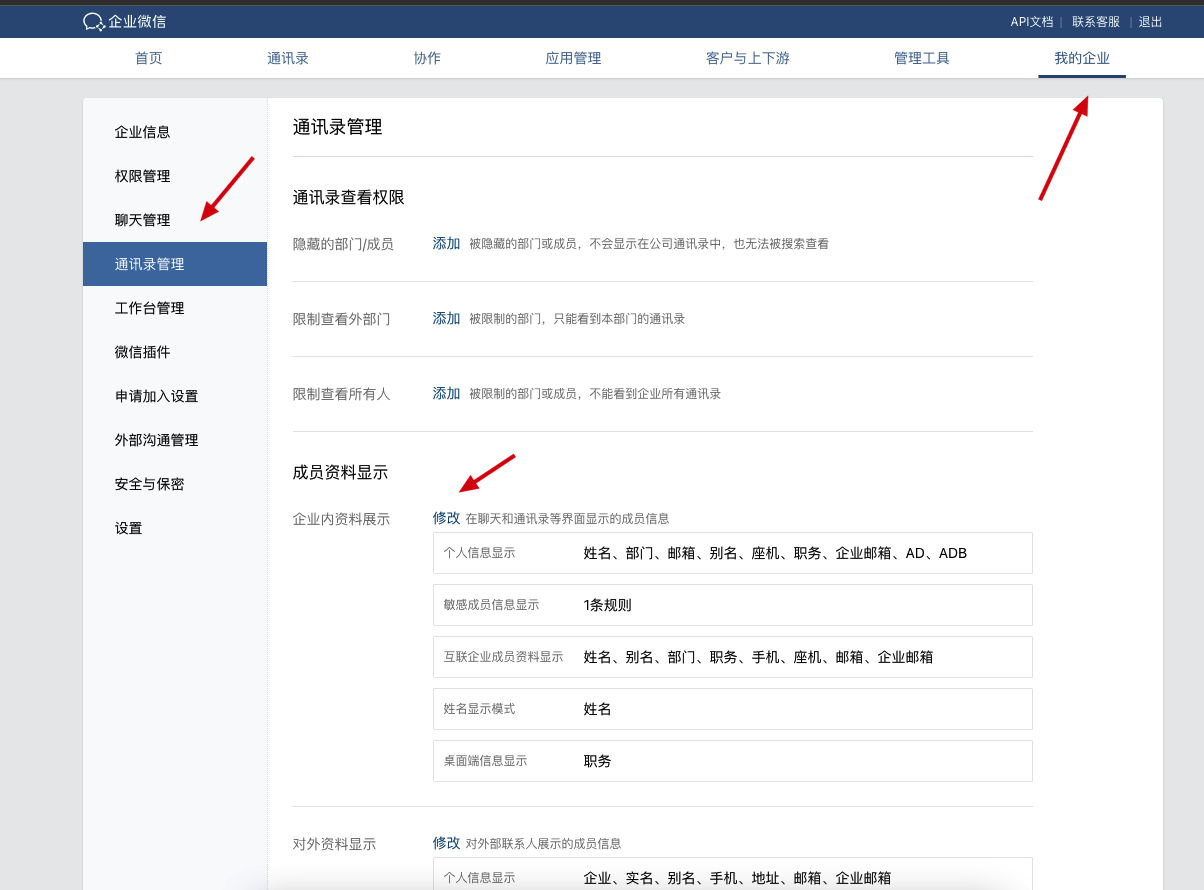 企业微信
API文档 | 联系客服 | 退出
首页 通讯录 协作 应用管理 客户与上下游 管理工具 我的企业
企业信息
权限管理
聊天管理
通讯录管理
工作台管理
微信插件
申请加入设置
外部沟通管理
安全与保密
设置
通讯录管理
通讯录查看权限
隐藏的部门/成员 添加 被隐藏的部门或成员，不会显示在公司通讯录中，也无法被搜索查看
限制查看外部门 添加 被限制的部门，只能看到本部门的通讯录
限制查看所有人 添加 被限制的部门或成员，不能看到企业所有通讯录
成员资料显示
企业内资料展示 修改 在聊天和通讯录等界面显示的成员信息
个人信息显示 姓名、部门、邮箱、别名、座机、职务、企业邮箱、AD、ADB
敏感成员信息显示 1条规则
互联企业成员资料显示 姓名、别名、部门、职务、手机、座机、邮箱、企业邮箱
姓名显示模式 姓名
桌面端信息显示 职务
对外资料显示 修改 对外部联系人展示的成员信息
个人信息显示 企业、实名、别名、手机、地址、邮箱、企业邮箱